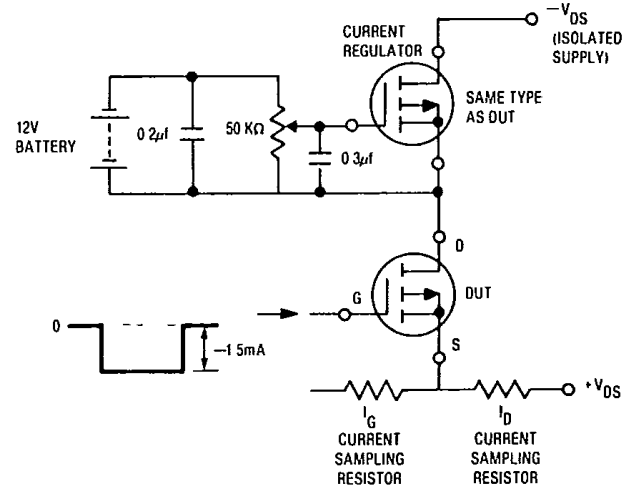 −V_DS
(ISOLATED
SUPPLY)
CURRENT
REGULATOR
SAME TYPE
AS DUT
12V
BATTERY
0 2μf
50 KΩ
0 3μf
D
G
DUT
S
0
−1 5mA
+V_DS
I_G
CURRENT
SAMPLING
RESISTOR
I_D
CURRENT
SAMPLING
RESISTOR